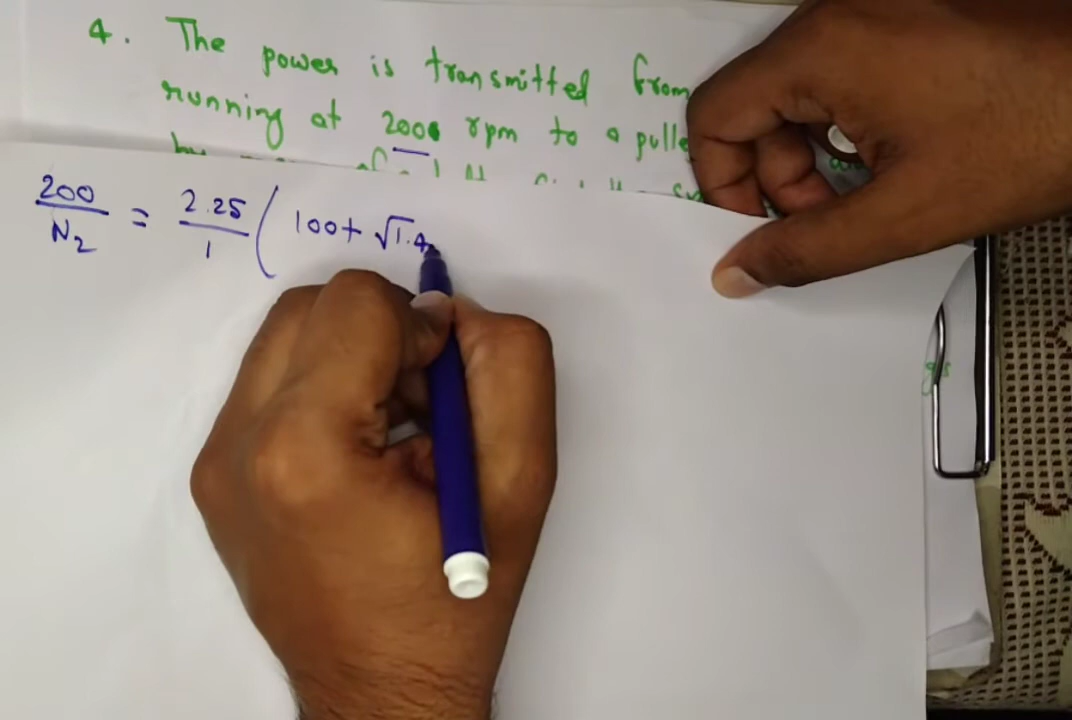 4. The power is transmitted from
running at 200 rpm to a pulle
200/N2 = 2.25/1 ( 100+ √1.4